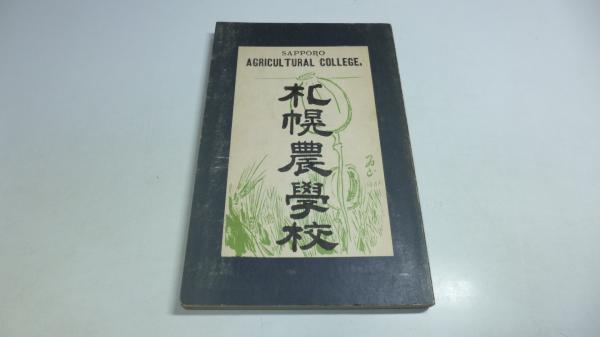 SAPPORO
AGRICULTURAL COLLEGE.
札幌農學校